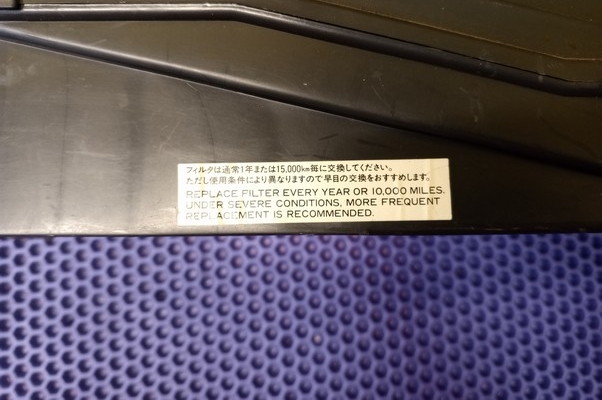 フィルタは通常1年または15,000km毎に交換してください。
ただし使用条件により異なりますので早目の交換をおすすめします。
REPLACE FILTER EVERY YEAR OR 10,000 MILES.
UNDER SEVERE CONDITIONS, MORE FREQUENT
REPLACEMENT IS RECOMMENDED.